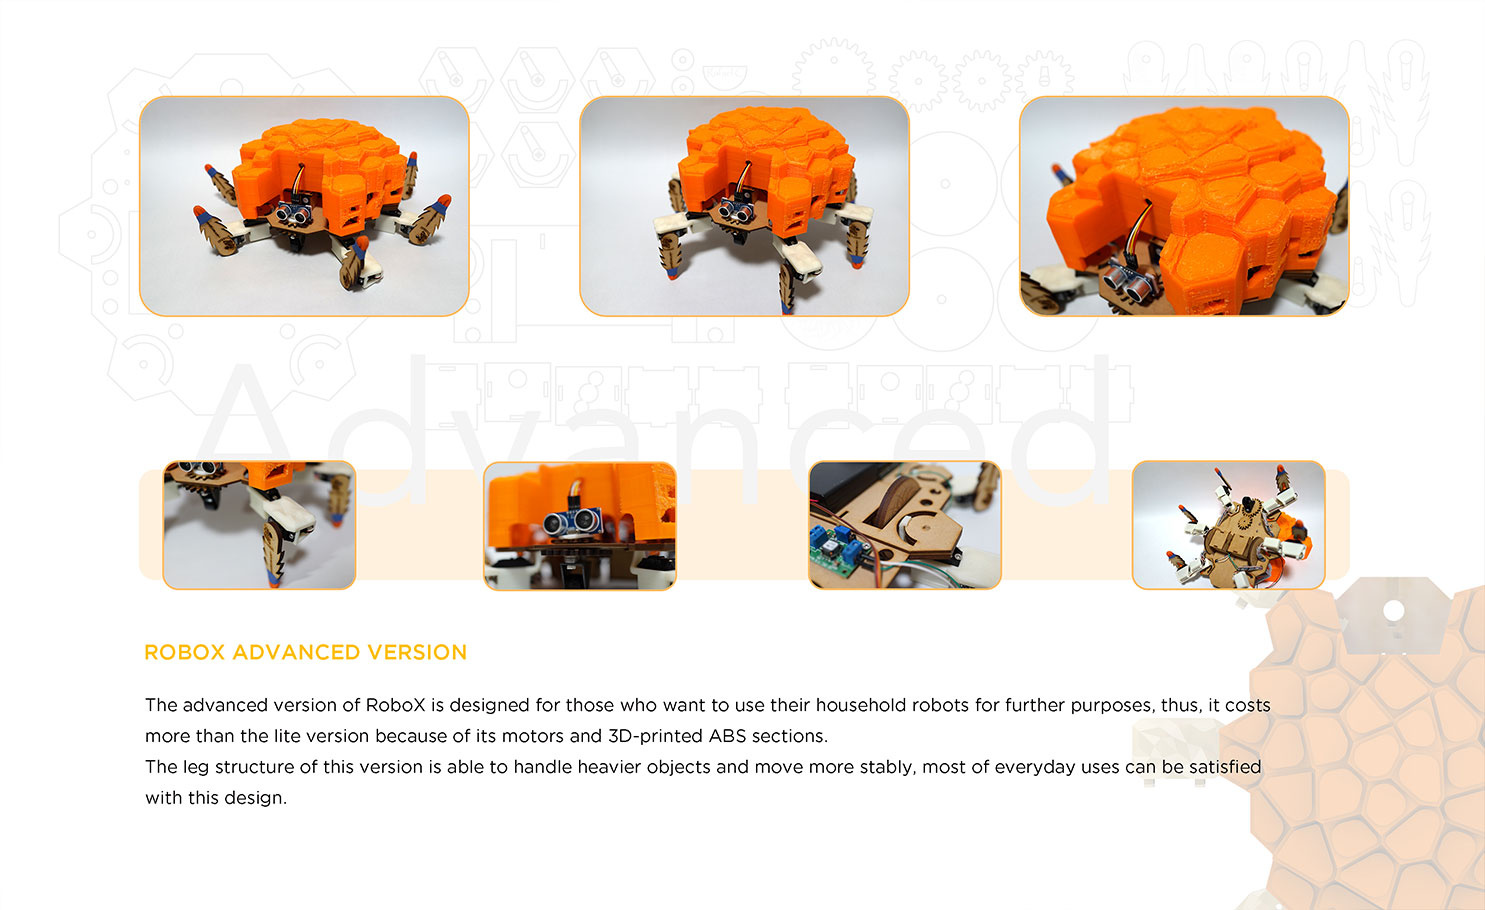 Advanced
ROBOX ADVANCED VERSION
The advanced version of RoboX is designed for those who want to use their household robots for further purposes, thus, it costs
more than the lite version because of its motors and 3D-printed ABS sections.
The leg structure of this version is able to handle heavier objects and move more stably, most of everyday uses can be satisfied
with this design.